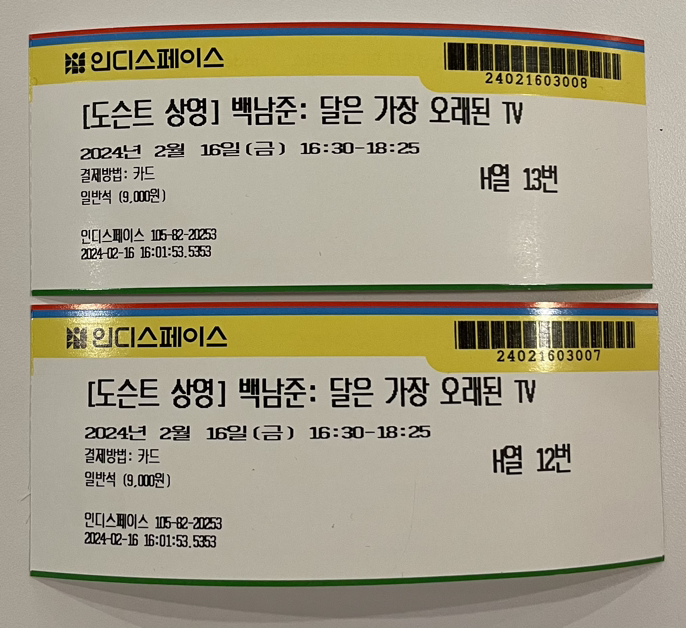 인디스페이스
24021603008
[도슨트 상영] 백남준: 달은 가장 오래된 TV
2024년 2월 16일(금) 16:30-18:25
결제방법: 카드
H열 13번
일반석 (9,000원)
인디스페이스 105-82-20253
2024-02-16 16:01:53.5353
인디스페이스
24021603007
[도슨트 상영] 백남준: 달은 가장 오래된 TV
2024년 2월 16일(금) 16:30-18:25
결제방법: 카드
H열 12번
일반석 (9,000원)
인디스페이스 105-82-20253
2024-02-16 16:01:53.5353